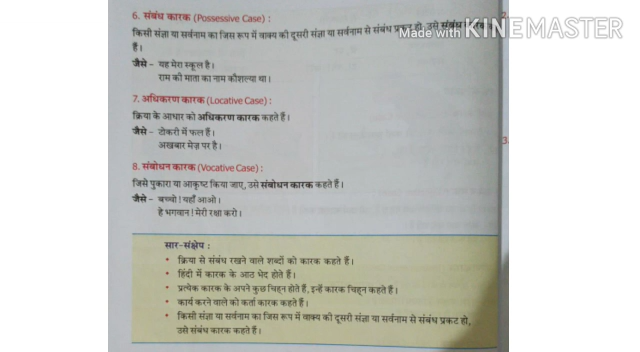 6. संबंध कारक (Possessive Case) :
Made with KINEMASTER
किसी संज्ञा या सर्वनाम का जिस रूप में वाक्य की दूसरी संज्ञा या सर्वनाम से संबंध प्रकट हो, उसे संबंध
हैं।
जैसे – यह मेरा स्कूल है।
राम की माता का नाम कौशल्या था।
7. अधिकरण कारक (Locative Case) :
क्रिया के आधार को अधिकरण कारक कहते हैं।
जैसे – टोकरी में फल हैं।
अखबार मेज़ पर है।
3.
8. संबोधन कारक (Vocative Case) :
जिसे पुकारा या आकृष्ट किया जाए, उसे संबोधन कारक कहते हैं।
जैसे – बच्चो ! यहाँ आओ।
हे भगवान ! मेरी रक्षा करो।
सार-संक्षेप :
• क्रिया से संबंध रखने वाले शब्दों को कारक कहते हैं।
• हिंदी में कारक के आठ भेद होते हैं।
• प्रत्येक कारक के अपने कुछ चिह्न होते हैं, इन्हें कारक चिह्न कहते हैं।
• कार्य करने वाले को कर्ता कारक कहते हैं।
• किसी संज्ञा या सर्वनाम का जिस रूप में वाक्य की दूसरी संज्ञा या सर्वनाम से संबंध प्रकट हो,
उसे संबंध कारक कहते हैं।